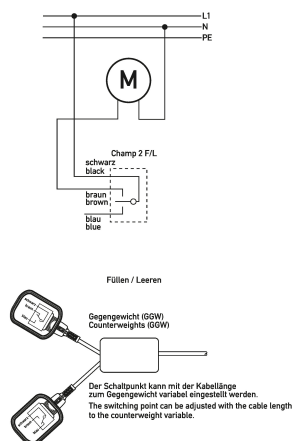 L1
N
PE
M
Champ 2 F/L
schwarz
black
braun
brown
blau
blue
Füllen / Leeren
Gegengewicht (GGW)
Counterweights (GGW)
Der Schaltpunkt kann mit der Kabellänge
zum Gegengewicht variabel eingestellt werden.
The switching point can be adjusted with the cable length
to the counterweight variable.